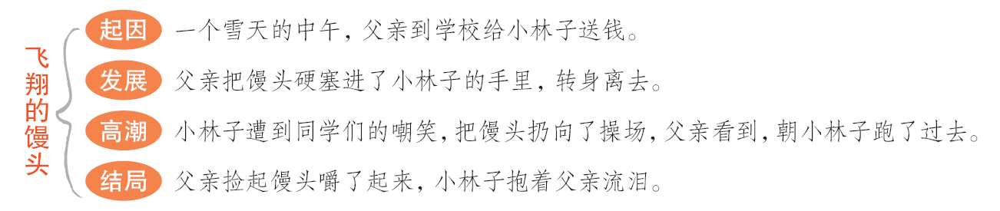 飞翔的馒头
起因 一个雪天的中午，父亲到学校给小林子送钱。
发展 父亲把馒头硬塞进了小林子的手里，转身离去。
高潮 小林子遭到同学们的嘲笑，把馒头扔向了操场，父亲看到，朝小林子跑了过去。
结局 父亲捡起馒头嚼了起来，小林子抱着父亲流泪。